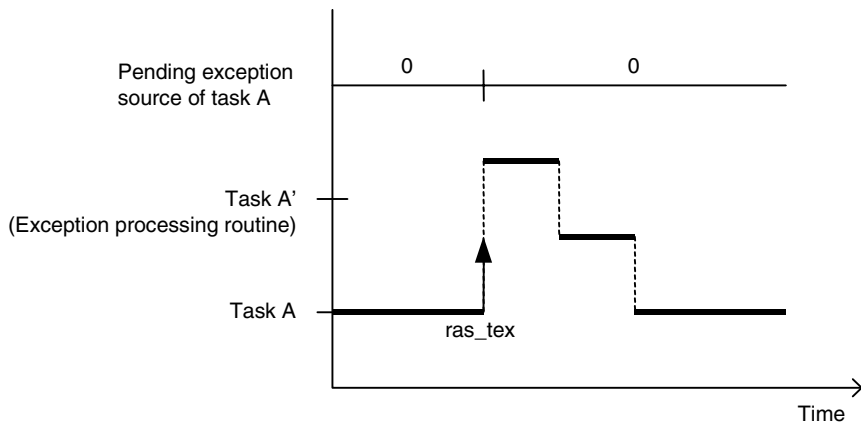 Pending exception
source of task A
0
0
Task A'
(Exception processing routine)
Task A
ras_tex
Time